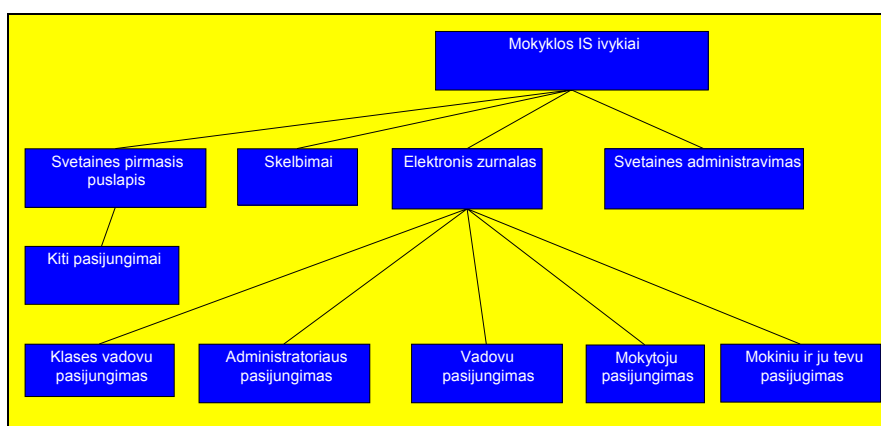 Mokyklos IS ivykiai
Svetaines pirmasis
puslapis
Skelbimai
Elektronis zurnalas
Svetaines administravimas
Kiti pasijungimai
Klases vadovu
pasijungimas
Administratoriaus
pasijungimas
Vadovu
pasijungimas
Mokytoju
pasijungimas
Mokiniu ir ju tevu
pasijugimas